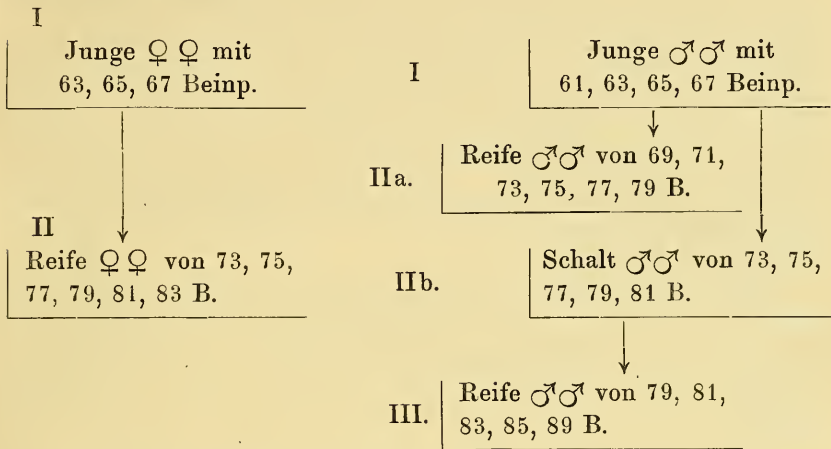 I
Junge ♀♀ mit
63, 65, 67 Beinp.
II
Reife ♀♀ von 73, 75,
77, 79, 81, 83 B.
I
Junge ♂♂ mit
61, 63, 65, 67 Beinp.
IIa.
Reife ♂♂ von 69, 71,
73, 75, 77, 79 B.
IIb.
Schalt ♂♂ von 73, 75,
77, 79, 81 B.
III.
Reife ♂♂ von 79, 81,
83, 85, 89 B.